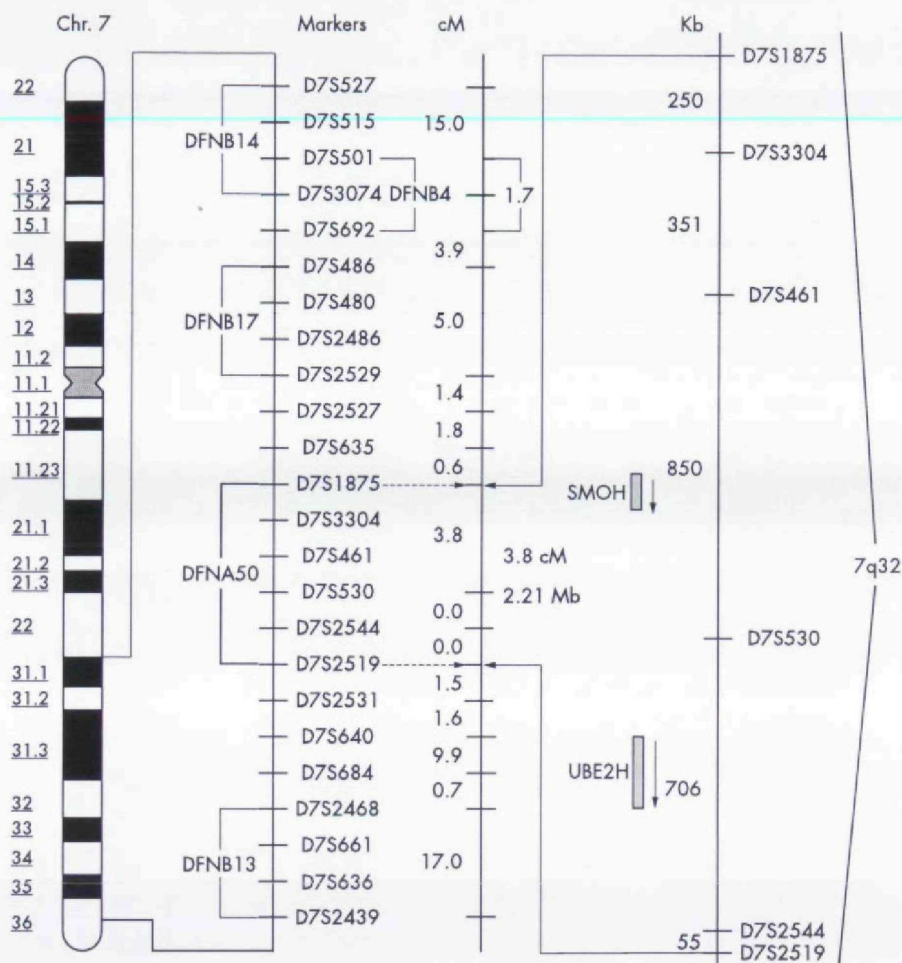 Chr. 7
Markers
cM
Kb
22
21
15.3
15.2
15.1
14
13
12
11.2
11.1
11.21
11.22
11.23
21.1
21.2
21.3
22
31.1
31.2
31.3
32
33
34
35
36
DFNB14
DFNB17
DFNA50
DFNB13
D7S527
D7S515
D7S501
D7S3074 DFNB4
D7S692
D7S486
D7S480
D7S2486
D7S2529
D7S2527
D7S635
D7S1875
D7S3304
D7S461
D7S530
D7S2544
D7S2519
D7S2531
D7S640
D7S684
D7S2468
D7S661
D7S636
D7S2439
15.0
1.7
3.9
5.0
1.4
1.8
0.6
3.8
3.8 cM
2.21 Mb
0.0
0.0
1.5
1.6
9.9
0.7
17.0
D7S1875
250
D7S3304
351
D7S461
850
SMOH
D7S530
UBE2H
706
D7S2544
55
D7S2519
7q32